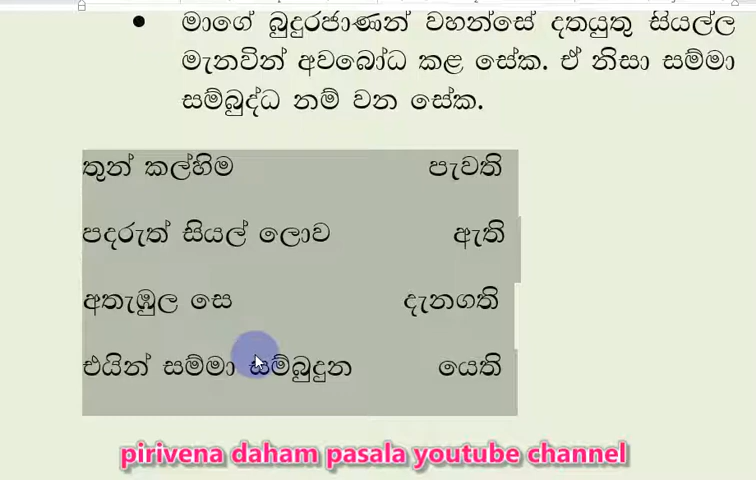 • මාගේ බුදුරජාණන් වහන්සේ දතයුතු සියල්ල
මැනවින් අවබෝධ කළ සේක. ඒ නිසා සම්මා
සම්බුද්ධ නම් වන සේක.
තුන් කල්හිම පැවති
පදරුත් සියල් ලොව ඇති
අතැඹුල සෙ දැනගති
එයින් සම්මා සම්බුදුන යෙති
pirivena daham pasala youtube channel